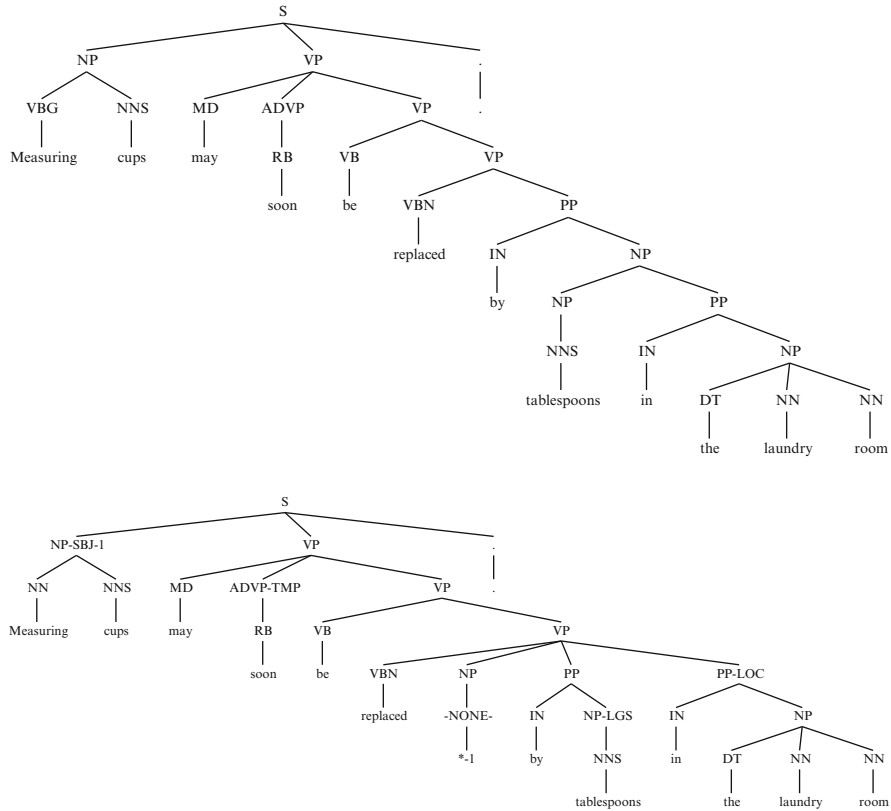 S
NP VP .
VBG NNS MD ADVP VP .
Measuring cups may RB VB VP
soon be VBN PP
replaced IN NP
by NP PP
NNS IN NP
tablespoons in DT NN NN
the laundry room
S
NP-SBJ-1 VP .
NN NNS MD ADVP-TMP VP .
Measuring cups may RB VB VP
soon be VBN NP PP PP-LOC
replaced -NONE- IN NP-LGS IN NP
*-1 by NNS in DT NN NN
tablespoons the laundry room